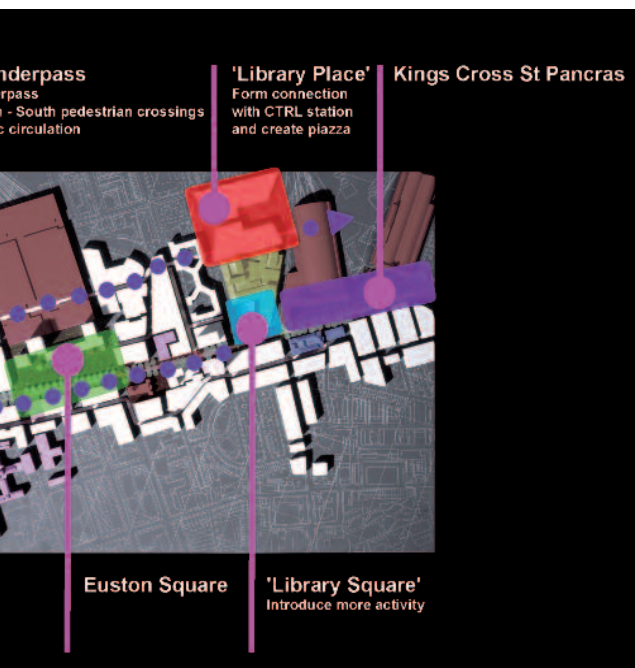 nderpass
rpass
- South pedestrian crossings
c circulation
'Library Place'
Form connection
with CTRL station
and create piazza
Kings Cross St Pancras
Euston Square
'Library Square'
Introduce more activity